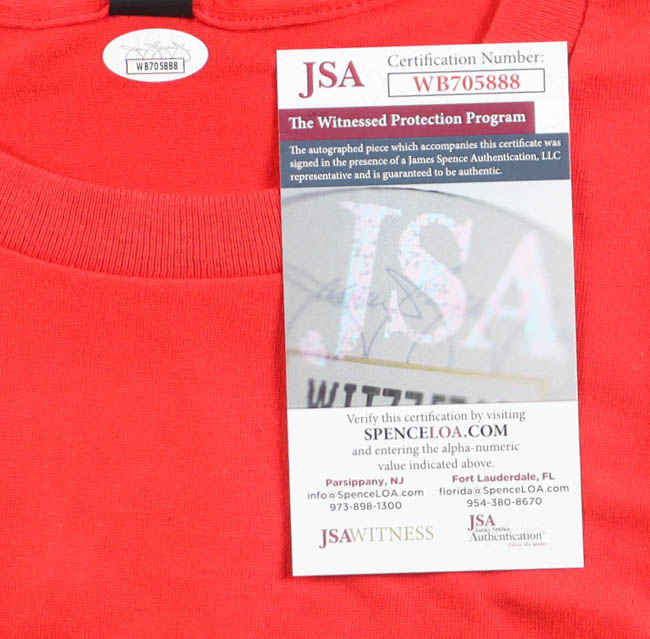 WB705888
JSA
Certification Number:
WB705888
The Witnessed Protection Program
The autographed piece which accompanies this certificate was
signed in the presence of a James Spence Authentication, LLC
representative and is guaranteed to be authentic.
JSA
Verify this certification by visiting
SPENCELOA.COM
and entering the alpha-numeric
value indicated above.
Parsippany, NJ
info@SpenceLOA.com
973-898-1300
Fort Lauderdale, FL
florida@SpenceLOA.com
954-380-8670
JSAWITNESS
JSA
James Spence
Authentication